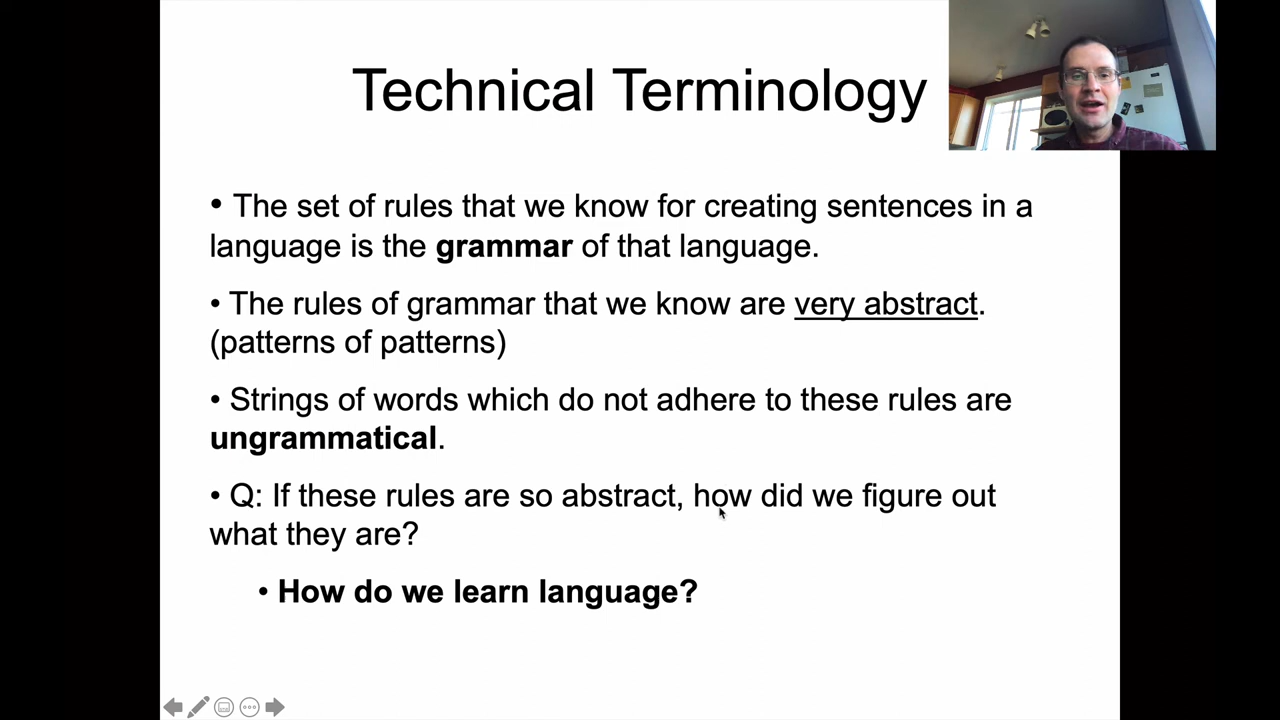 Technical Terminology
• The set of rules that we know for creating sentences in a
language is the grammar of that language.
• The rules of grammar that we know are very abstract.
(patterns of patterns)
• Strings of words which do not adhere to these rules are
ungrammatical.
• Q: If these rules are so abstract, how did we figure out
what they are?
• How do we learn language?